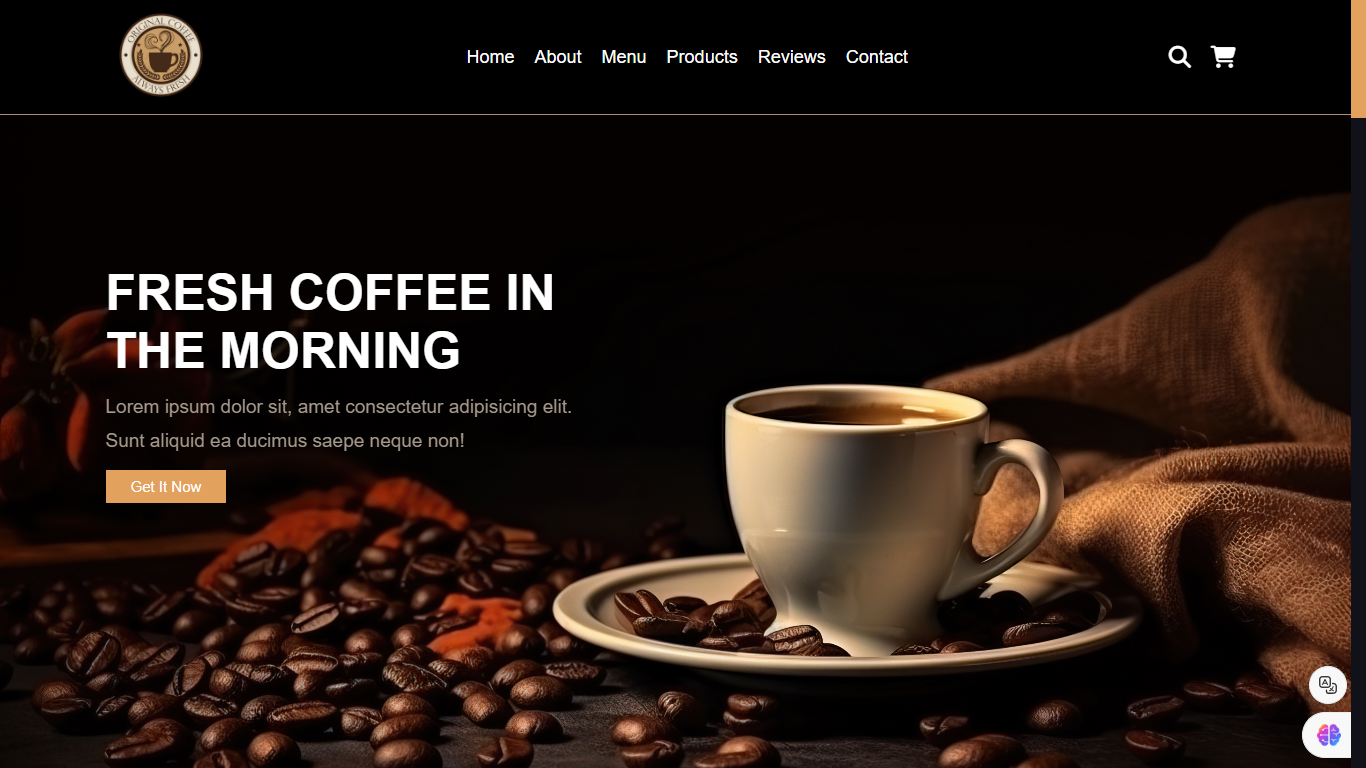 ORIGINAL COFFEE
ALWAYS FRESH
Home About Menu Products Reviews Contact
FRESH COFFEE IN
THE MORNING
Lorem ipsum dolor sit, amet consectetur adipisicing elit.
Sunt aliquid ea ducimus saepe neque non!
Get It Now